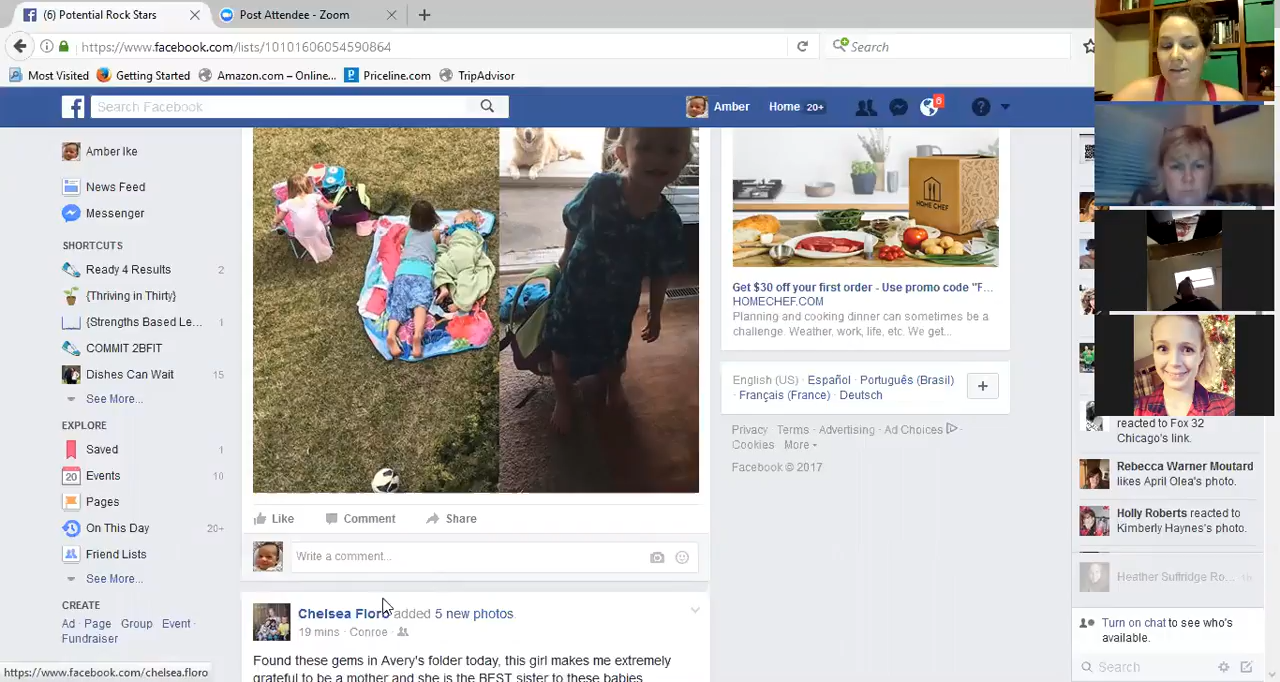 (6) Potential Rock Stars
Post Attendee - Zoom
https://www.facebook.com/lists/10101606054590864
Search
Most Visited
Getting Started
Amazon.com – Online...
Priceline.com
TripAdvisor
Search Facebook
Amber
Home 20+
6
Amber Ike
News Feed
Messenger
SHORTCUTS
Ready 4 Results 2
{Thriving in Thirty}
{Strengths Based Le... 1
COMMIT 2BFIT
Dishes Can Wait 15
See More...
EXPLORE
Saved 1
20 Events 10
Pages
On This Day 20+
Friend Lists
See More...
CREATE
Ad · Page Group Event ·
Fundraiser
https://www.facebook.com/chelsea.floro
Like Comment Share
Write a comment...
Chelsea Floro added 5 new photos.
19 mins · Conroe ·
Found these gems in Avery's folder today, this girl makes me extremely
grateful to be a mother and she is the BEST sister to these babies
HOME CHEF
Get $30 off your first order - Use promo code "F...
HOMECHEF.COM
Planning and cooking dinner can sometimes be a
challenge. Weather, work, life, etc. We get...
English (US) · Español · Português (Brasil)
· Français (France) · Deutsch
Privacy · Terms · Advertising · Ad Choices ·
Cookies · More
Facebook © 2017
reacted to Fox 32
Chicago's link.
Rebecca Warner Moutard
likes April Olea's photo.
Holly Roberts reacted to
Kimberly Haynes's photo.
Heather Suffridge Ro...
Turn on chat to see who's
available.
Search